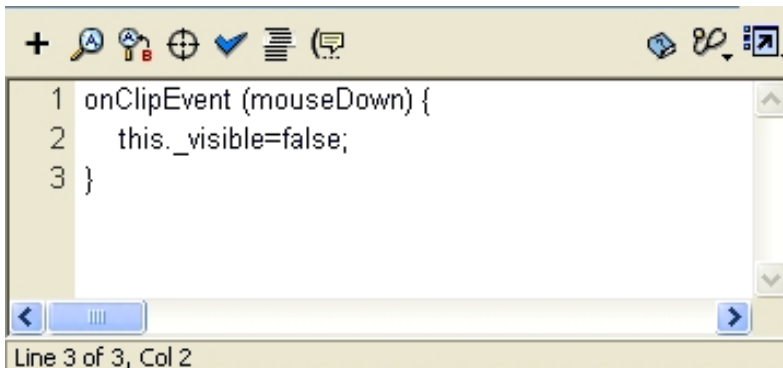 1 onClipEvent (mouseDown) {
2 this._visible=false;
3 }
Line 3 of 3, Col 2